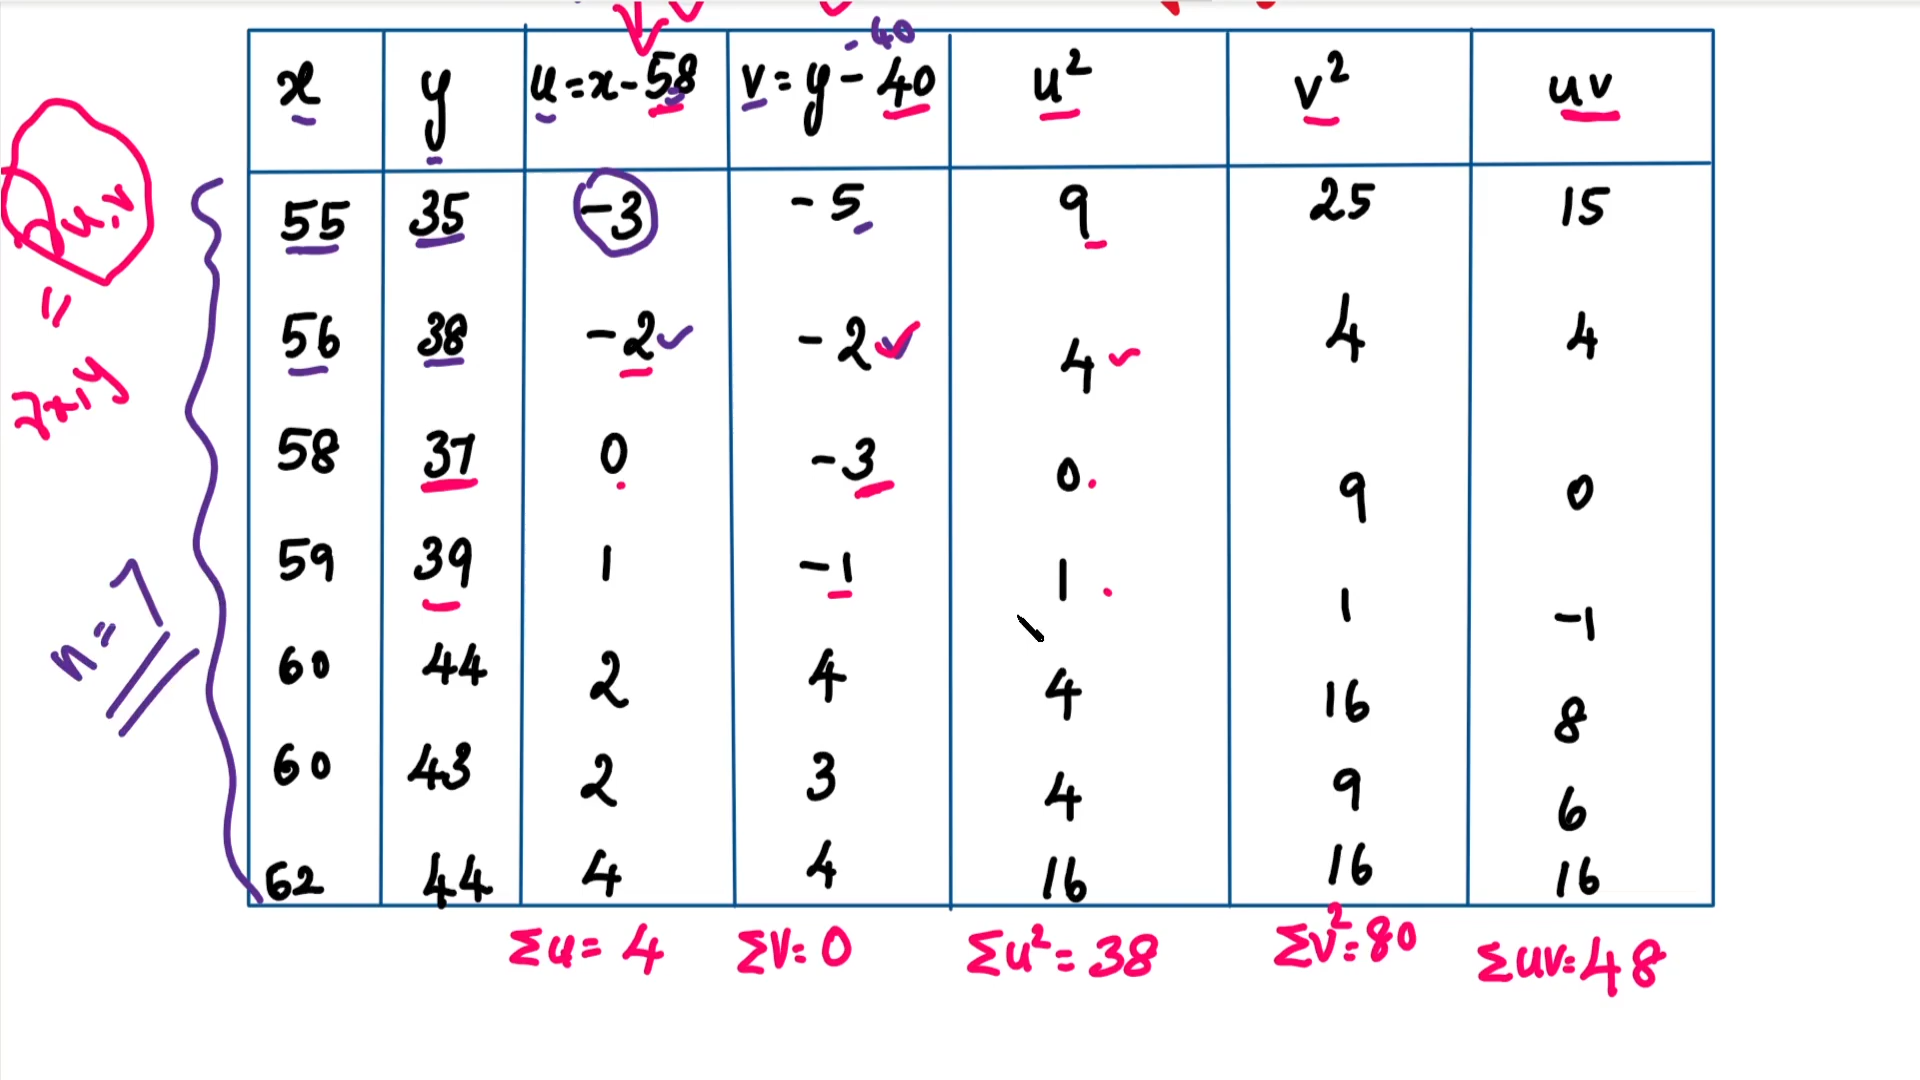 -40
x y u=x-58 v=y-40 u² v² uv
55 35 -3 -5 9 25 15
56 38 -2 -2 4 4 4
58 37 0 -3 0 9 0
59 39 1 -1 1 1 -1
60 44 2 4 4 16 8
60 43 2 3 4 9 6
62 44 4 4 16 16 16
Σu=4 ΣV=0 Σu²=38 Σv²=80 Σuv=48
u,v
=
x,y
n=7